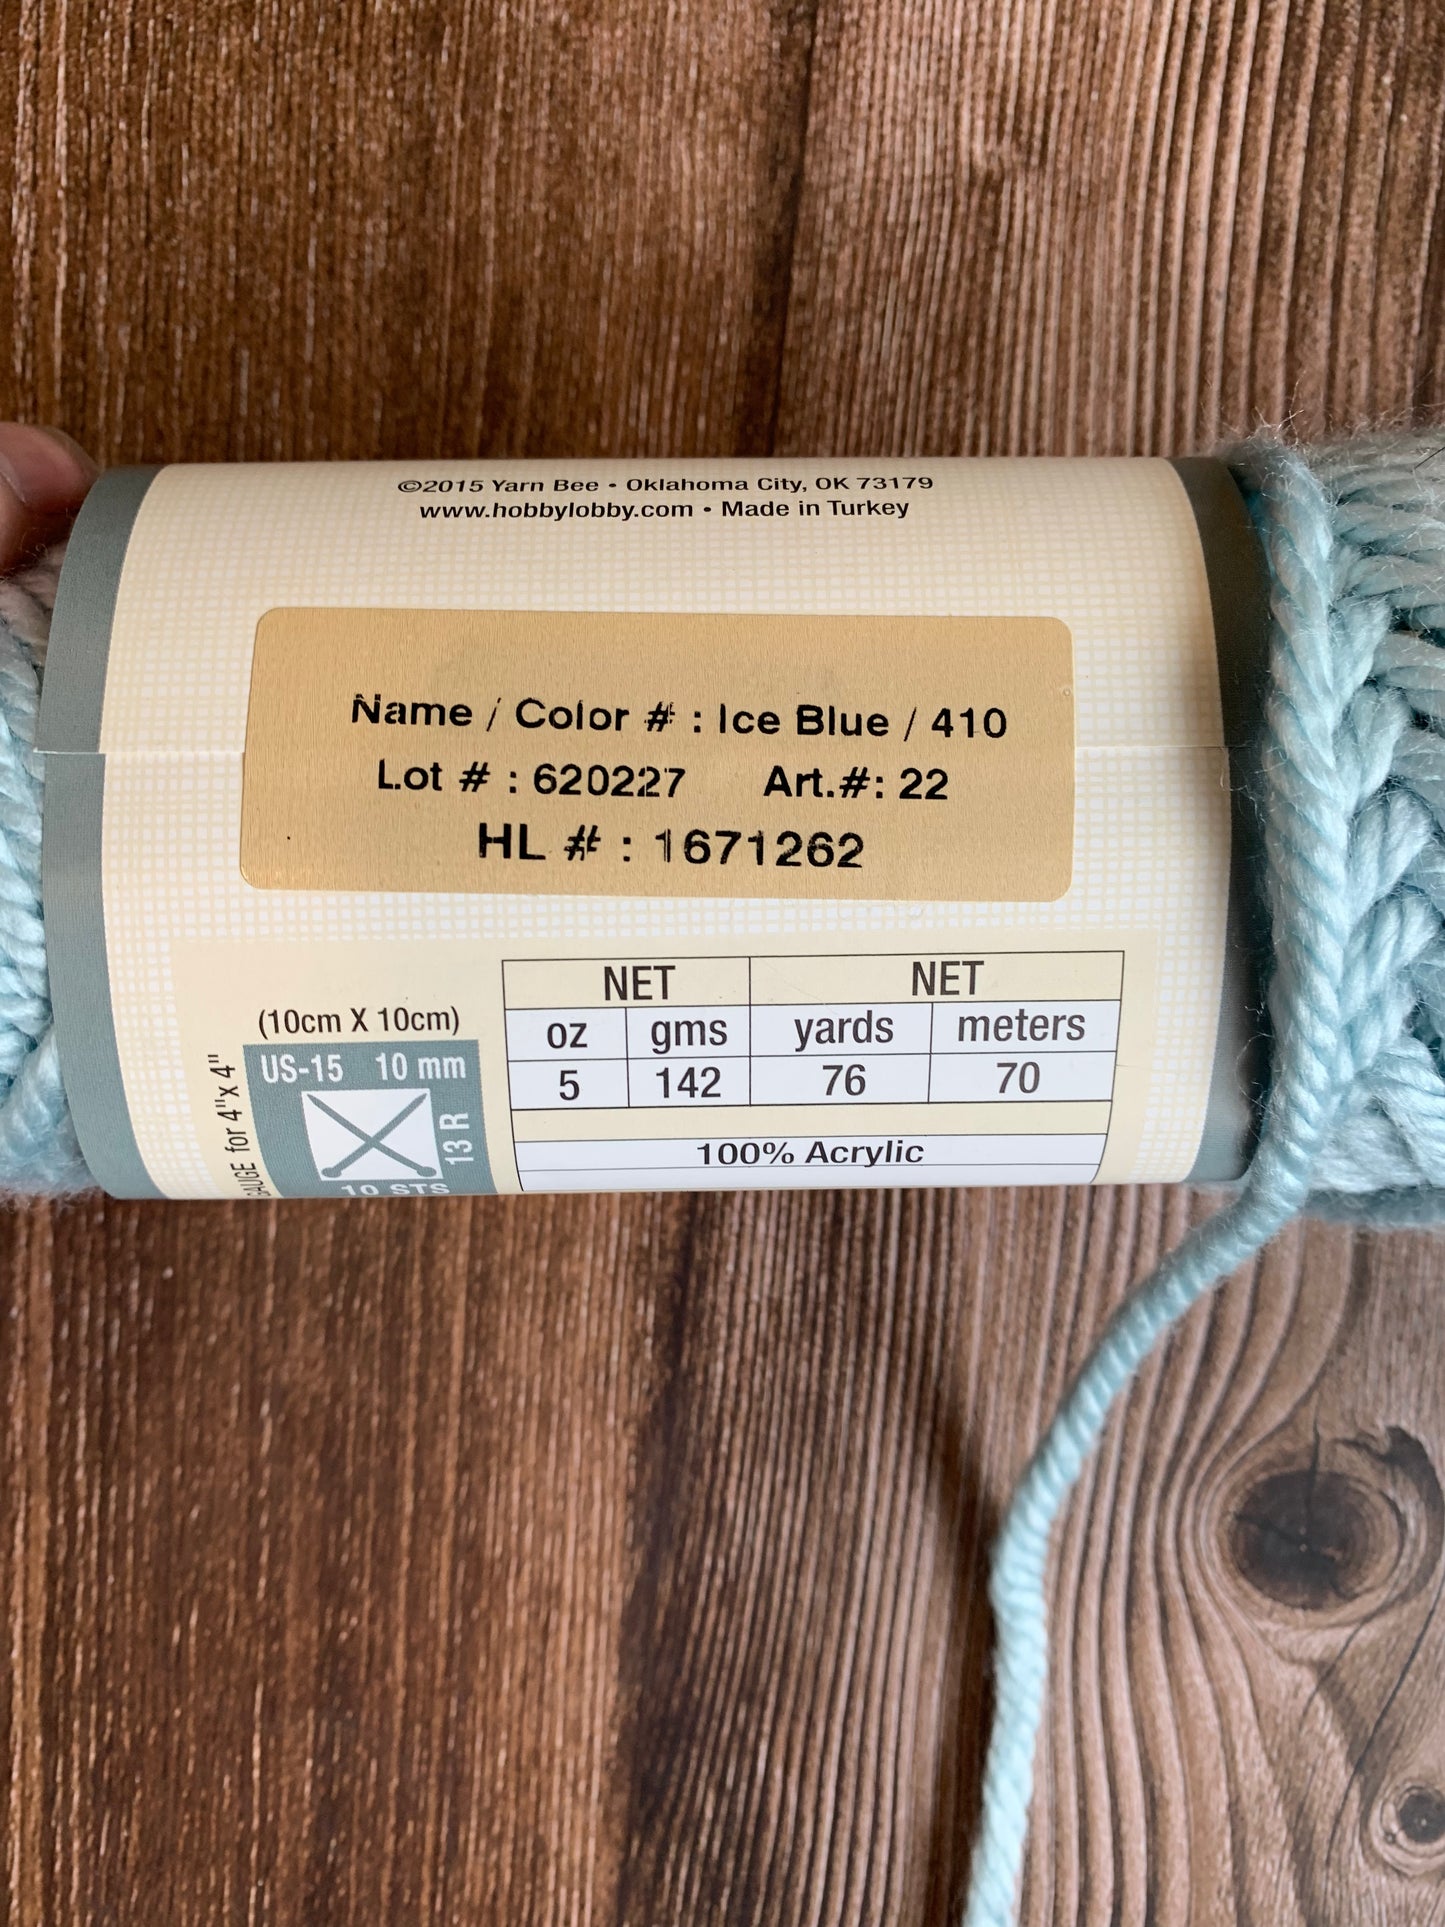 ©2015 Yarn Bee • Oklahoma City, OK 73179
www.hobbylobby.com • Made in Turkey
Name / Color # : Ice Blue / 410
Lot # : 620227 Art.#: 22
HL # : 1671262
(10cm X 10cm)
GAUGE for 4"x 4"
US-15 10 mm
13 R
10 STS
NET NET
oz gms yards meters
5 142 76 70
100% Acrylic